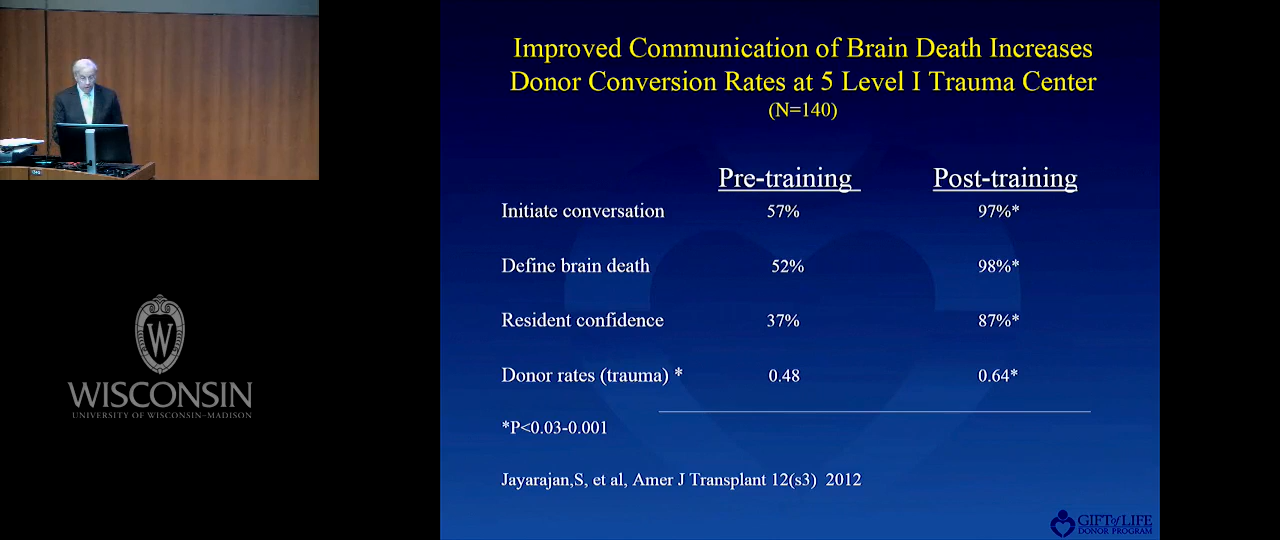 Improved Communication of Brain Death Increases
Donor Conversion Rates at 5 Level I Trauma Center
(N=140)
Pre-training Post-training
Initiate conversation 57% 97%*
Define brain death 52% 98%*
Resident confidence 37% 87%*
Donor rates (trauma) * 0.48 0.64*
*P<0.03-0.001
Jayarajan,S, et al, Amer J Transplant 12(s3) 2012
GIFT of LIFE
DONOR PROGRAM
W
WISCONSIN
UNIVERSITY OF WISCONSIN–MADISON